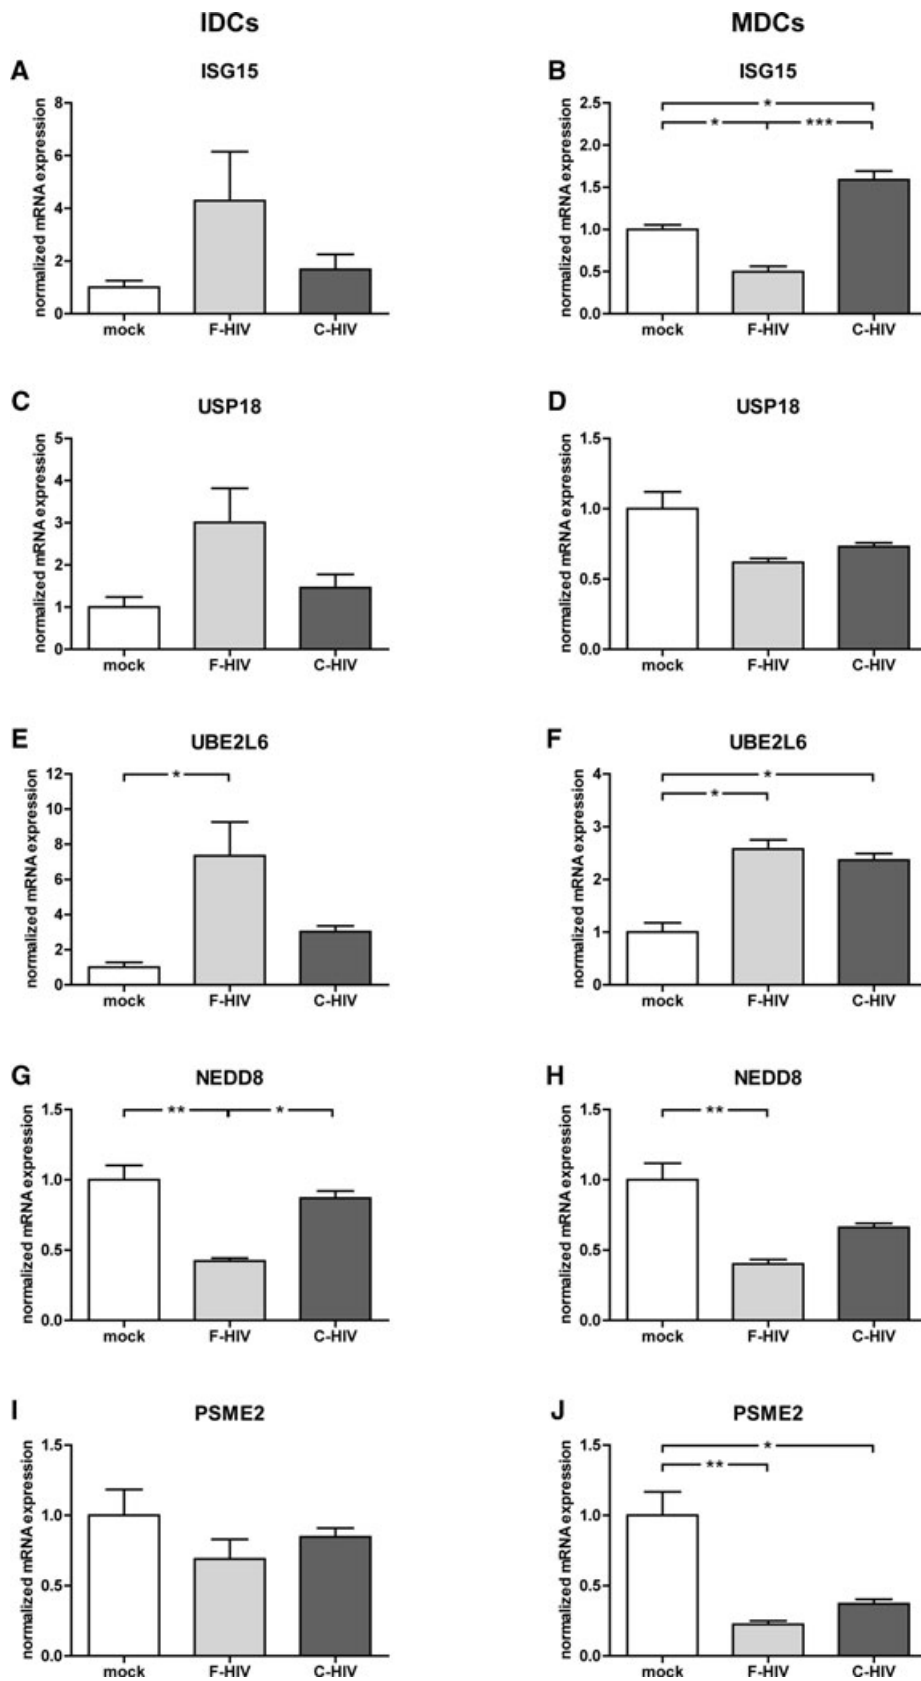 IDCs MDCs
A ISG15
normalized mRNA expression
8
6
4
2
0
mock F-HIV C-HIV
B ISG15
* 
* ***
normalized mRNA expression
2.5
2.0
1.5
1.0
0.5
0.0
mock F-HIV C-HIV
C USP18
normalized mRNA expression
5
4
3
2
1
0
mock F-HIV C-HIV
D USP18
normalized mRNA expression
1.5
1.0
0.5
0.0
mock F-HIV C-HIV
E UBE2L6
*
normalized mRNA expression
12
10
8
6
4
2
0
mock F-HIV C-HIV
F UBE2L6
*
*
normalized mRNA expression
4
3
2
1
0
mock F-HIV C-HIV
G NEDD8
** *
normalized mRNA expression
1.5
1.0
0.5
0.0
mock F-HIV C-HIV
H NEDD8
**
normalized mRNA expression
1.5
1.0
0.5
0.0
mock F-HIV C-HIV
I PSME2
normalized mRNA expression
1.5
1.0
0.5
0.0
mock F-HIV C-HIV
J PSME2
*
**
normalized mRNA expression
1.5
1.0
0.5
0.0
mock F-HIV C-HIV